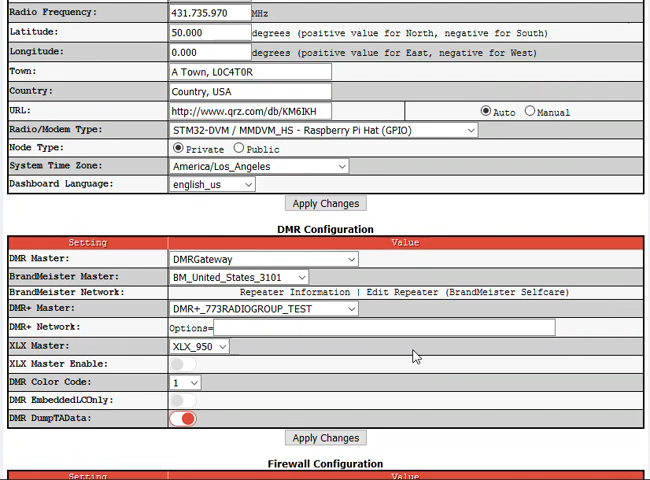 Radio Frequency: 431.735.970 MHz
Latitude: 50.000 degrees (positive value for North, negative for South)
Longitude: 0.000 degrees (positive value for East, negative for West)
Town: A Town, L0C4T0R
Country: Country, USA
URL: http://www.qrz.com/db/KM6IKH Auto Manual
Radio/Modem Type: STM32-DVM / MMDVM_HS - Raspberry Pi Hat (GPIO)
Node Type: Private Public
System Time Zone: America/Los_Angeles
Dashboard Language: english_us
Apply Changes
DMR Configuration
Setting Value
DMR Master: DMRGateway
BrandMeister Master: BM_United_States_3101
BrandMeister Network: Repeater Information | Edit Repeater (BrandMeister Selfcare)
DMR+ Master: DMR+_773RADIOGROUP_TEST
DMR+ Network: Options=
XLX Master: XLX_950
XLX Master Enable:
DMR Color Code: 1
DMR EmbeddedLCOnly:
DMR DumpTAData:
Apply Changes
Firewall Configuration
Setting Value